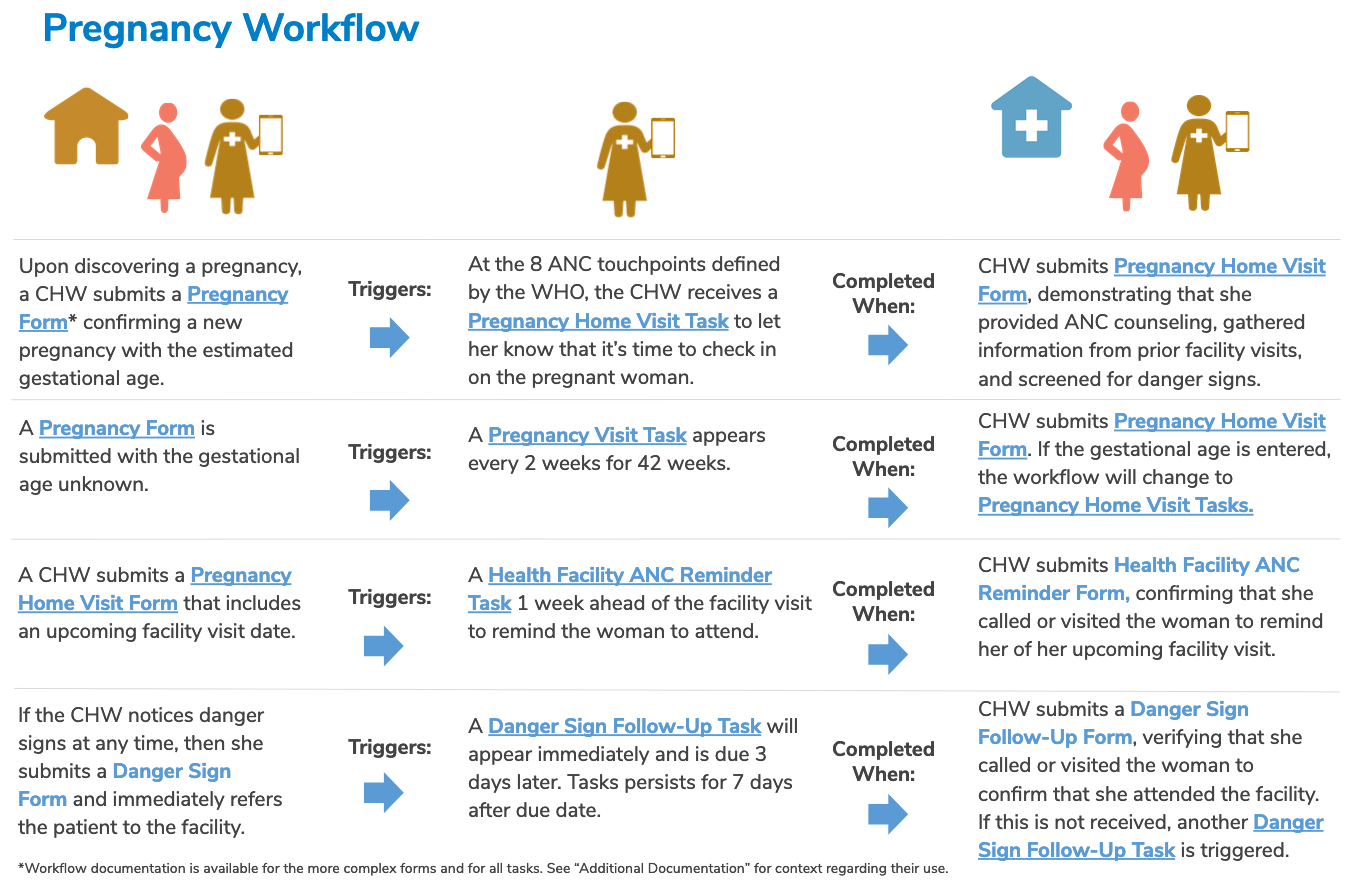 Pregnancy Workflow
Upon discovering a pregnancy,
a CHW submits a Pregnancy
Form* confirming a new
pregnancy with the estimated
gestational age.
Triggers:
At the 8 ANC touchpoints defined
by the WHO, the CHW receives a
Pregnancy Home Visit Task to let
her know that it's time to check in
on the pregnant woman.
Completed
When:
CHW submits Pregnancy Home Visit
Form, demonstrating that she
provided ANC counseling, gathered
information from prior facility visits,
and screened for danger signs.
A Pregnancy Form is
submitted with the gestational
age unknown.
Triggers:
A Pregnancy Visit Task appears
every 2 weeks for 42 weeks.
Completed
When:
CHW submits Pregnancy Home Visit
Form. If the gestational age is entered,
the workflow will change to
Pregnancy Home Visit Tasks.
A CHW submits a Pregnancy
Home Visit Form that includes
an upcoming facility visit date.
Triggers:
A Health Facility ANC Reminder
Task 1 week ahead of the facility visit
to remind the woman to attend.
Completed
When:
CHW submits Health Facility ANC
Reminder Form, confirming that she
called or visited the woman to remind
her of her upcoming facility visit.
If the CHW notices danger
signs at any time, then she
submits a Danger Sign
Form and immediately refers
the patient to the facility.
Triggers:
A Danger Sign Follow-Up Task will
appear immediately and is due 3
days later. Tasks persists for 7 days
after due date.
Completed
When:
CHW submits a Danger Sign
Follow-Up Form, verifying that she
called or visited the woman to
confirm that she attended the facility.
If this is not received, another Danger
Sign Follow-Up Task is triggered.
*Workflow documentation is available for the more complex forms and for all tasks. See “Additional Documentation” for context regarding their use.